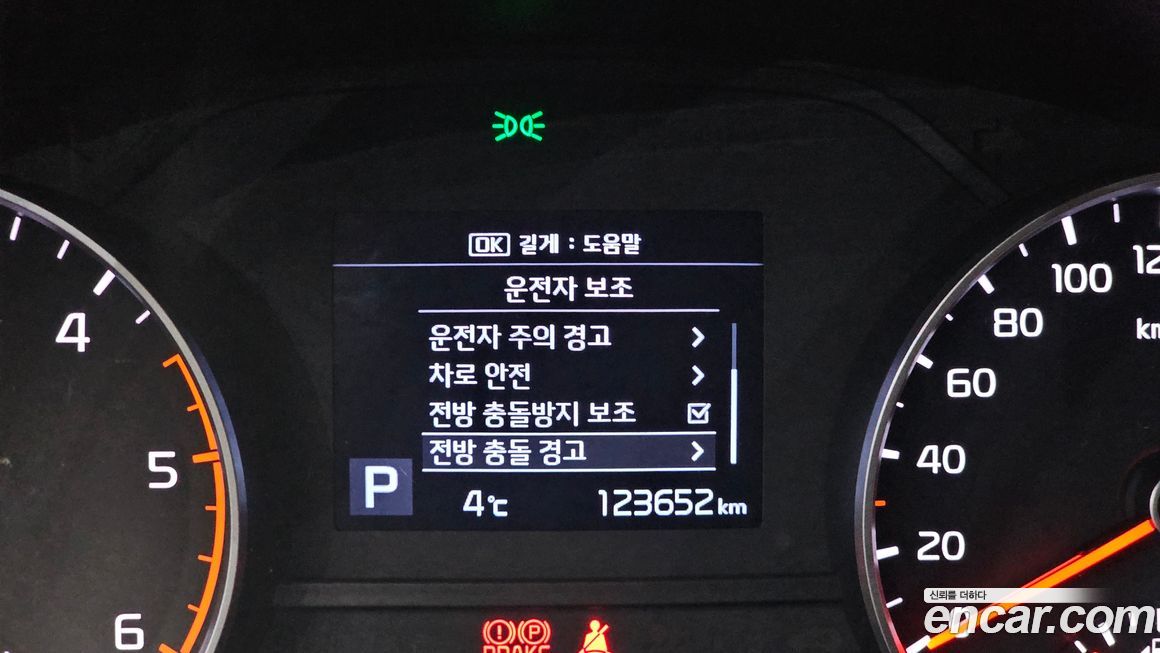 OK 길게 : 도움말
운전자 보조
운전자 주의 경고
차로 안전
전방 충돌방지 보조
전방 충돌 경고
P
4℃
123652 km
4
5
6
100
80
60
40
20
km
P
BRAKE
신뢰를 더하다
encar.com